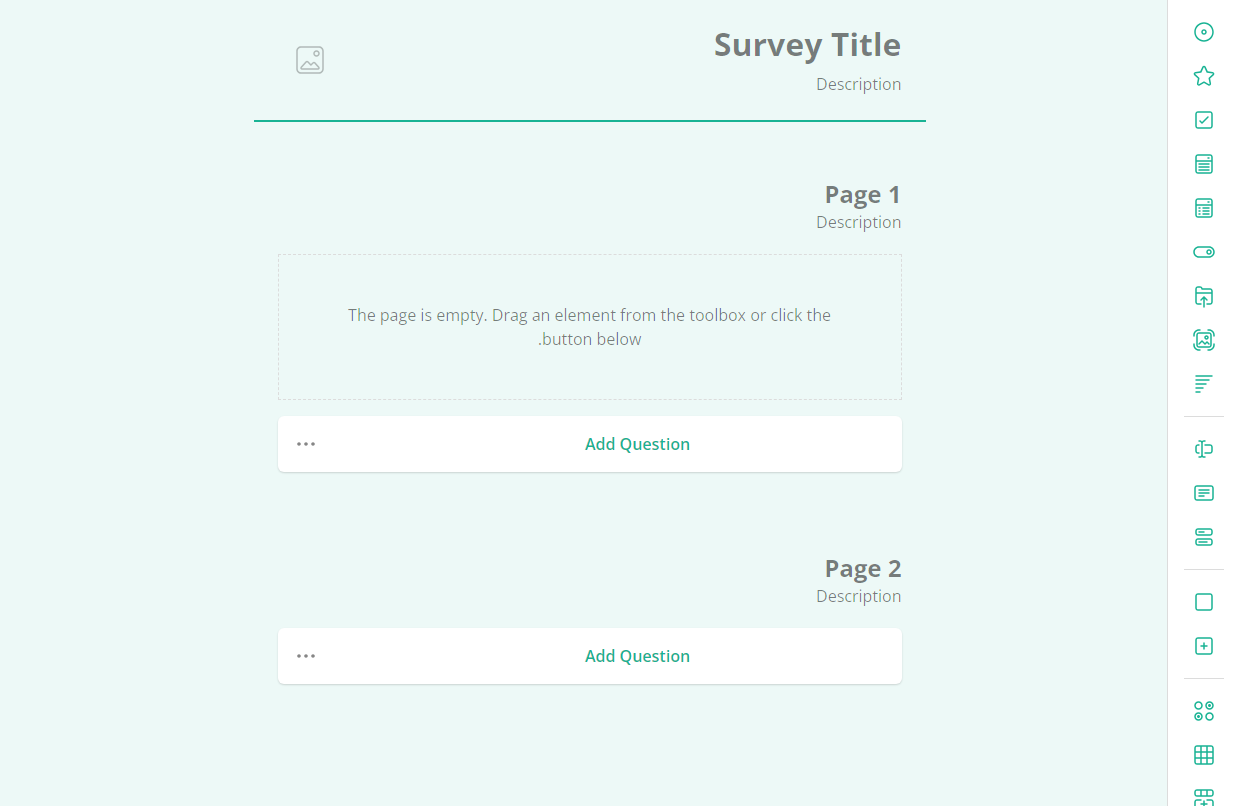 Survey Title
Description
Page 1
Description
The page is empty. Drag an element from the toolbox or click the
.button below
Add Question
Page 2
Description
Add Question